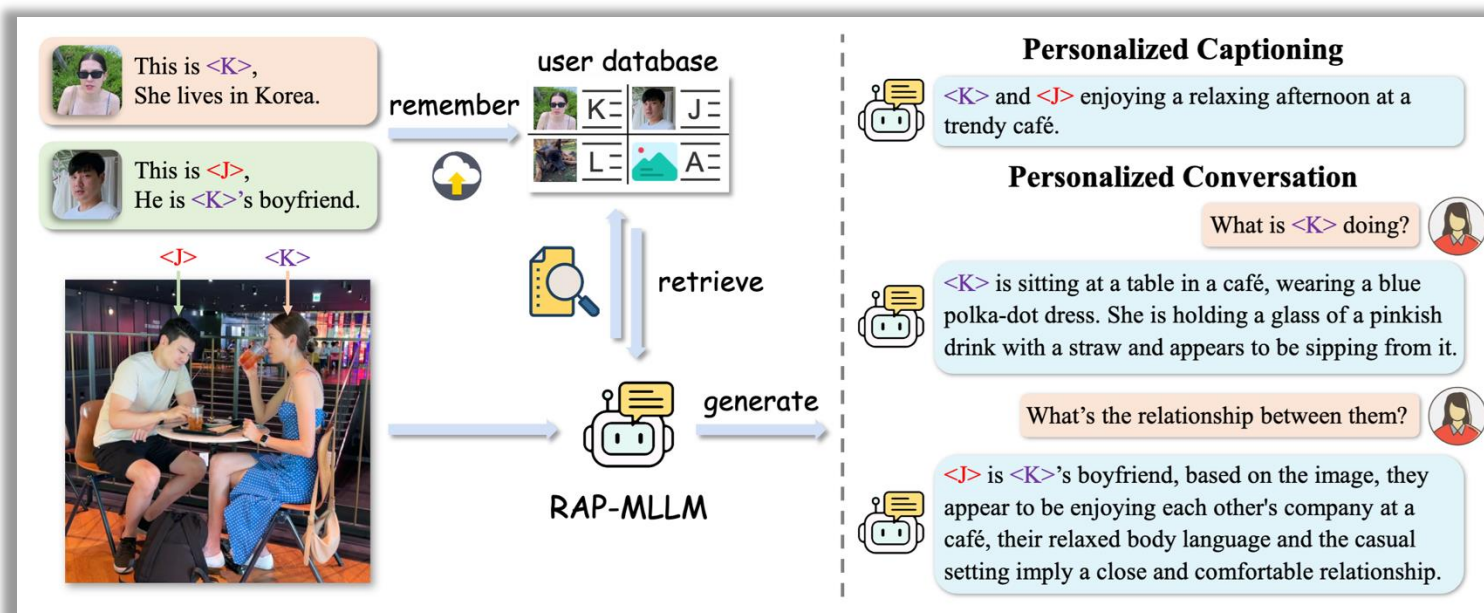 This is <K>,
She lives in Korea.
This is <J>,
He is <K>'s boyfriend.
<J>
<K>
remember
user database
K
J
L
A
retrieve
RAP-MLLM
generate
Personalized Captioning
<K> and <J> enjoying a relaxing afternoon at a
trendy café.
Personalized Conversation
What is <K> doing?
<K> is sitting at a table in a café, wearing a blue
polka-dot dress. She is holding a glass of a pinkish
drink with a straw and appears to be sipping from it.
What's the relationship between them?
<J> is <K>'s boyfriend, based on the image, they
appear to be enjoying each other's company at a
café, their relaxed body language and the casual
setting imply a close and comfortable relationship.